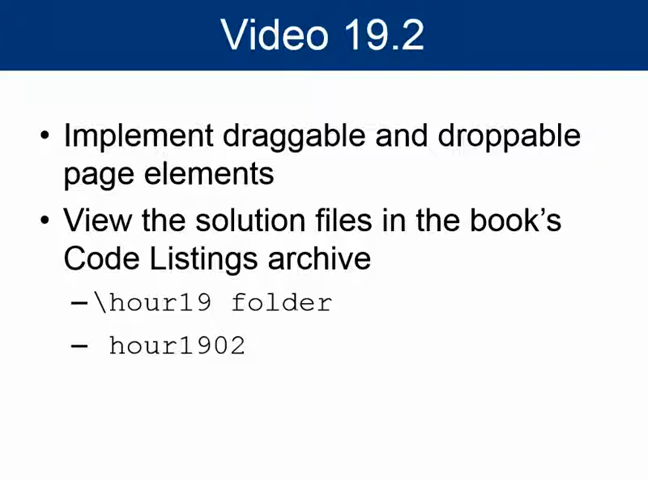 Video 19.2
• Implement draggable and droppable
page elements
• View the solution files in the book’s
Code Listings archive
–\hour19 folder
– hour1902